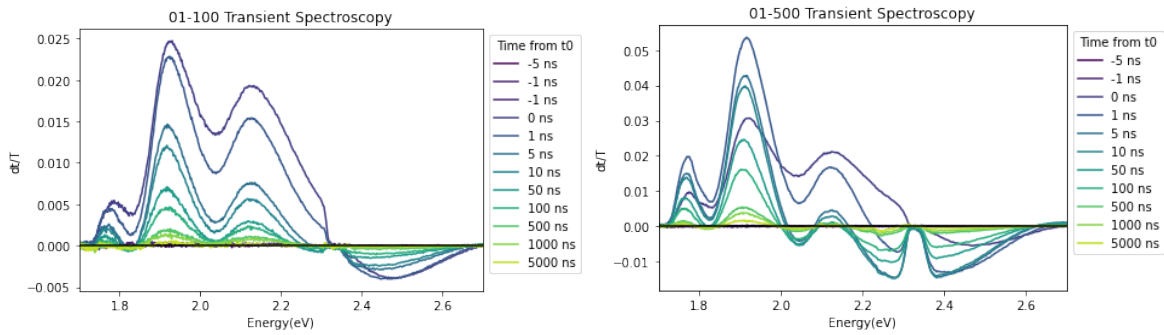 01-100 Transient Spectroscopy
0.025
0.020
0.015
0.010
0.005
0.000
−0.005
dt/T
1.8
2.0
2.2
2.4
2.6
Energy(eV)
Time from t0
-5 ns
-1 ns
-1 ns
0 ns
1 ns
5 ns
10 ns
50 ns
100 ns
500 ns
1000 ns
5000 ns
01-500 Transient Spectroscopy
0.05
0.04
0.03
0.02
0.01
0.00
−0.01
dt/T
1.8
2.0
2.2
2.4
2.6
Energy(eV)
Time from t0
-5 ns
-1 ns
0 ns
1 ns
5 ns
10 ns
50 ns
100 ns
500 ns
1000 ns
5000 ns